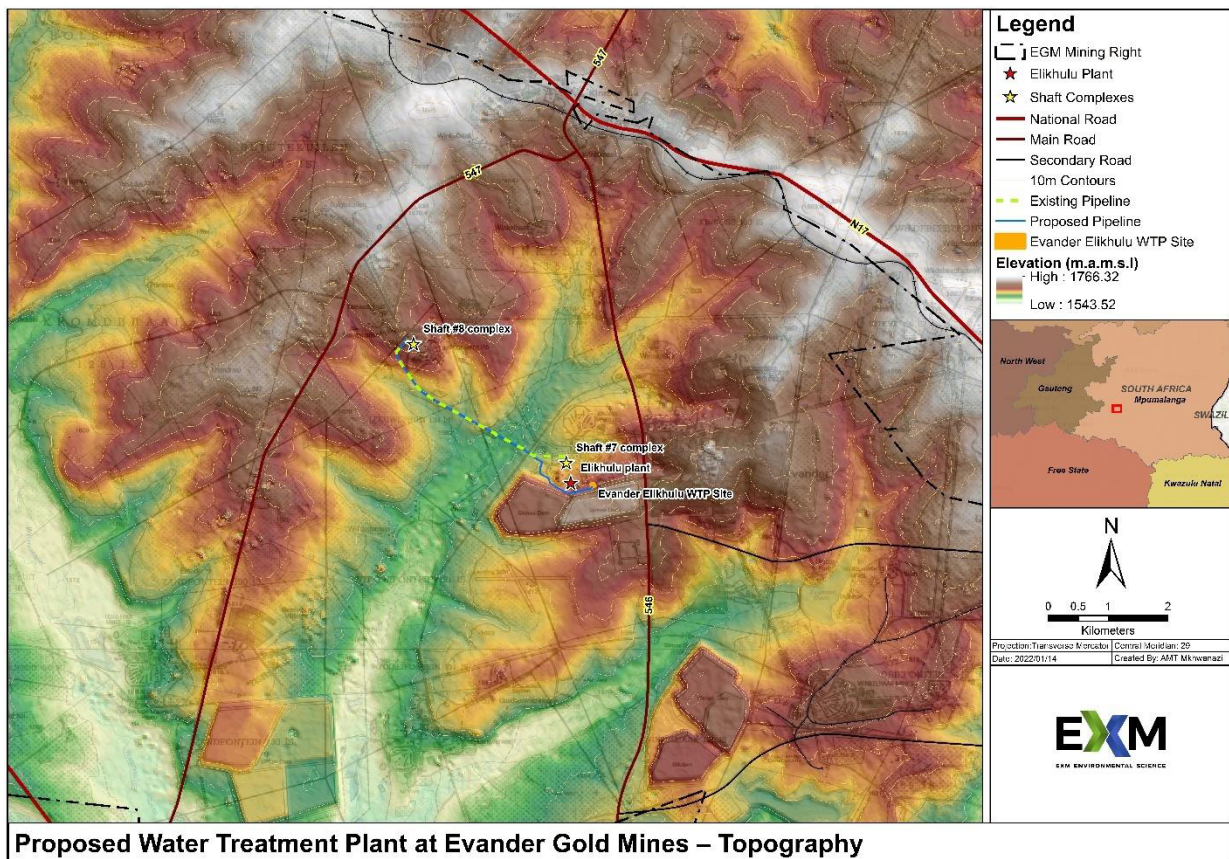 Legend
EGM Mining Right
Elikhulu Plant
Shaft Complexes
National Road
Main Road
Secondary Road
10m Contours
Existing Pipeline
Proposed Pipeline
Evander Elikhulu WTP Site
Elevation (m.a.m.s.l)
High : 1766.32
Low : 1543.52
547
547
N17
Shaft #8 complex
Shaft #7 complex
Elikhulu plant
Evander Elikhulu WTP Site
546
North West
Gauteng
SOUTH AFRICA
Mpumalanga
SWAZIL
Free State
Kwazulu Natal
N
0 0.5 1 2
Kilometers
Projection:Transverse Mercator Central Meridian: 29
Date: 2022/01/14 Created By: AMT Mkhwanazi
EXM
EXM ENVIRONMENTAL SCIENCE
Proposed Water Treatment Plant at Evander Gold Mines – Topography